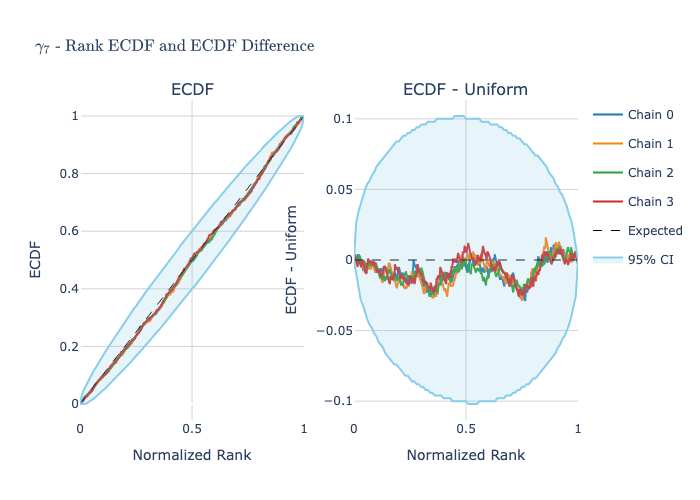 γ₇ - Rank ECDF and ECDF Difference
ECDF
ECDF - Uniform
1
0.8
0.6
0.4
0.2
0
0
0.5
1
ECDF
Normalized Rank
0.1
0.05
0
−0.05
−0.1
0
0.5
1
ECDF - Uniform
Normalized Rank
Chain 0
Chain 1
Chain 2
Chain 3
Expected
95% CI